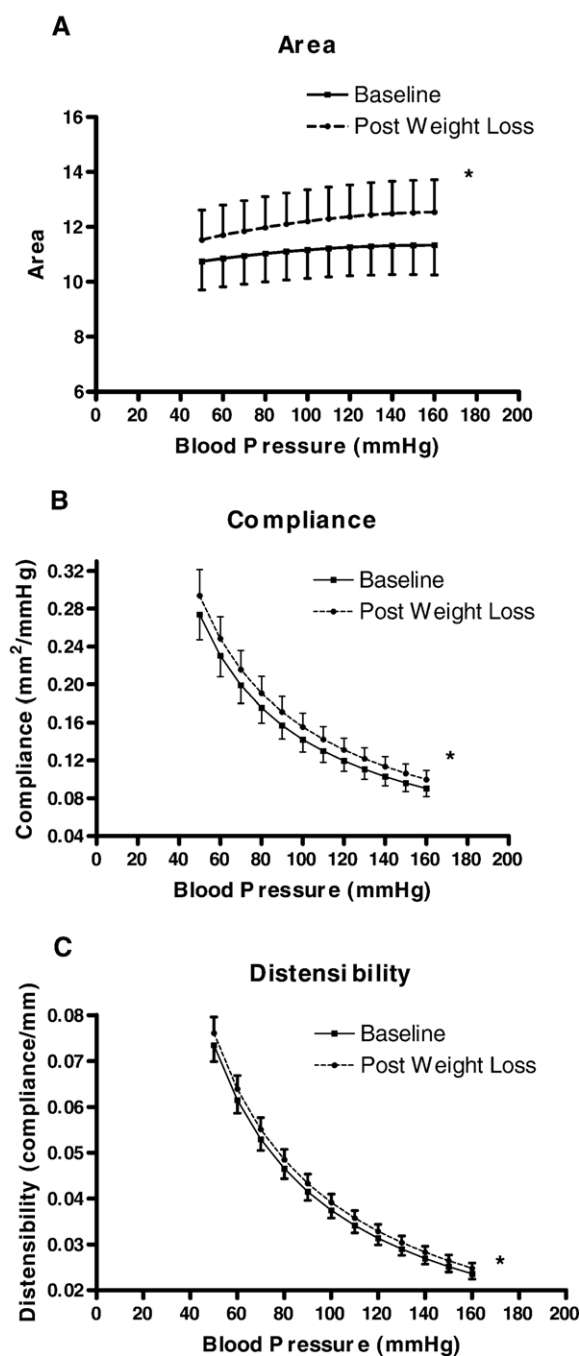 A
Area
Baseline
Post Weight Loss
16
14
12
10
8
6
*
Area
0 20 40 60 80 100 120 140 160 180 200
Blood Pressure (mmHg)
B
Compliance
Baseline
Post Weight Loss
0.32
0.28
0.24
0.20
0.16
0.12
0.08
0.04
*
Compliance (mm²/mmHg)
0 20 40 60 80 100 120 140 160 180 200
Blood Pressure (mmHg)
C
Distensibility
Baseline
Post Weight Loss
0.08
0.07
0.06
0.05
0.04
0.03
0.02
*
Distensibility (compliance/mm)
0 20 40 60 80 100 120 140 160 180 200
Blood Pressure (mmHg)